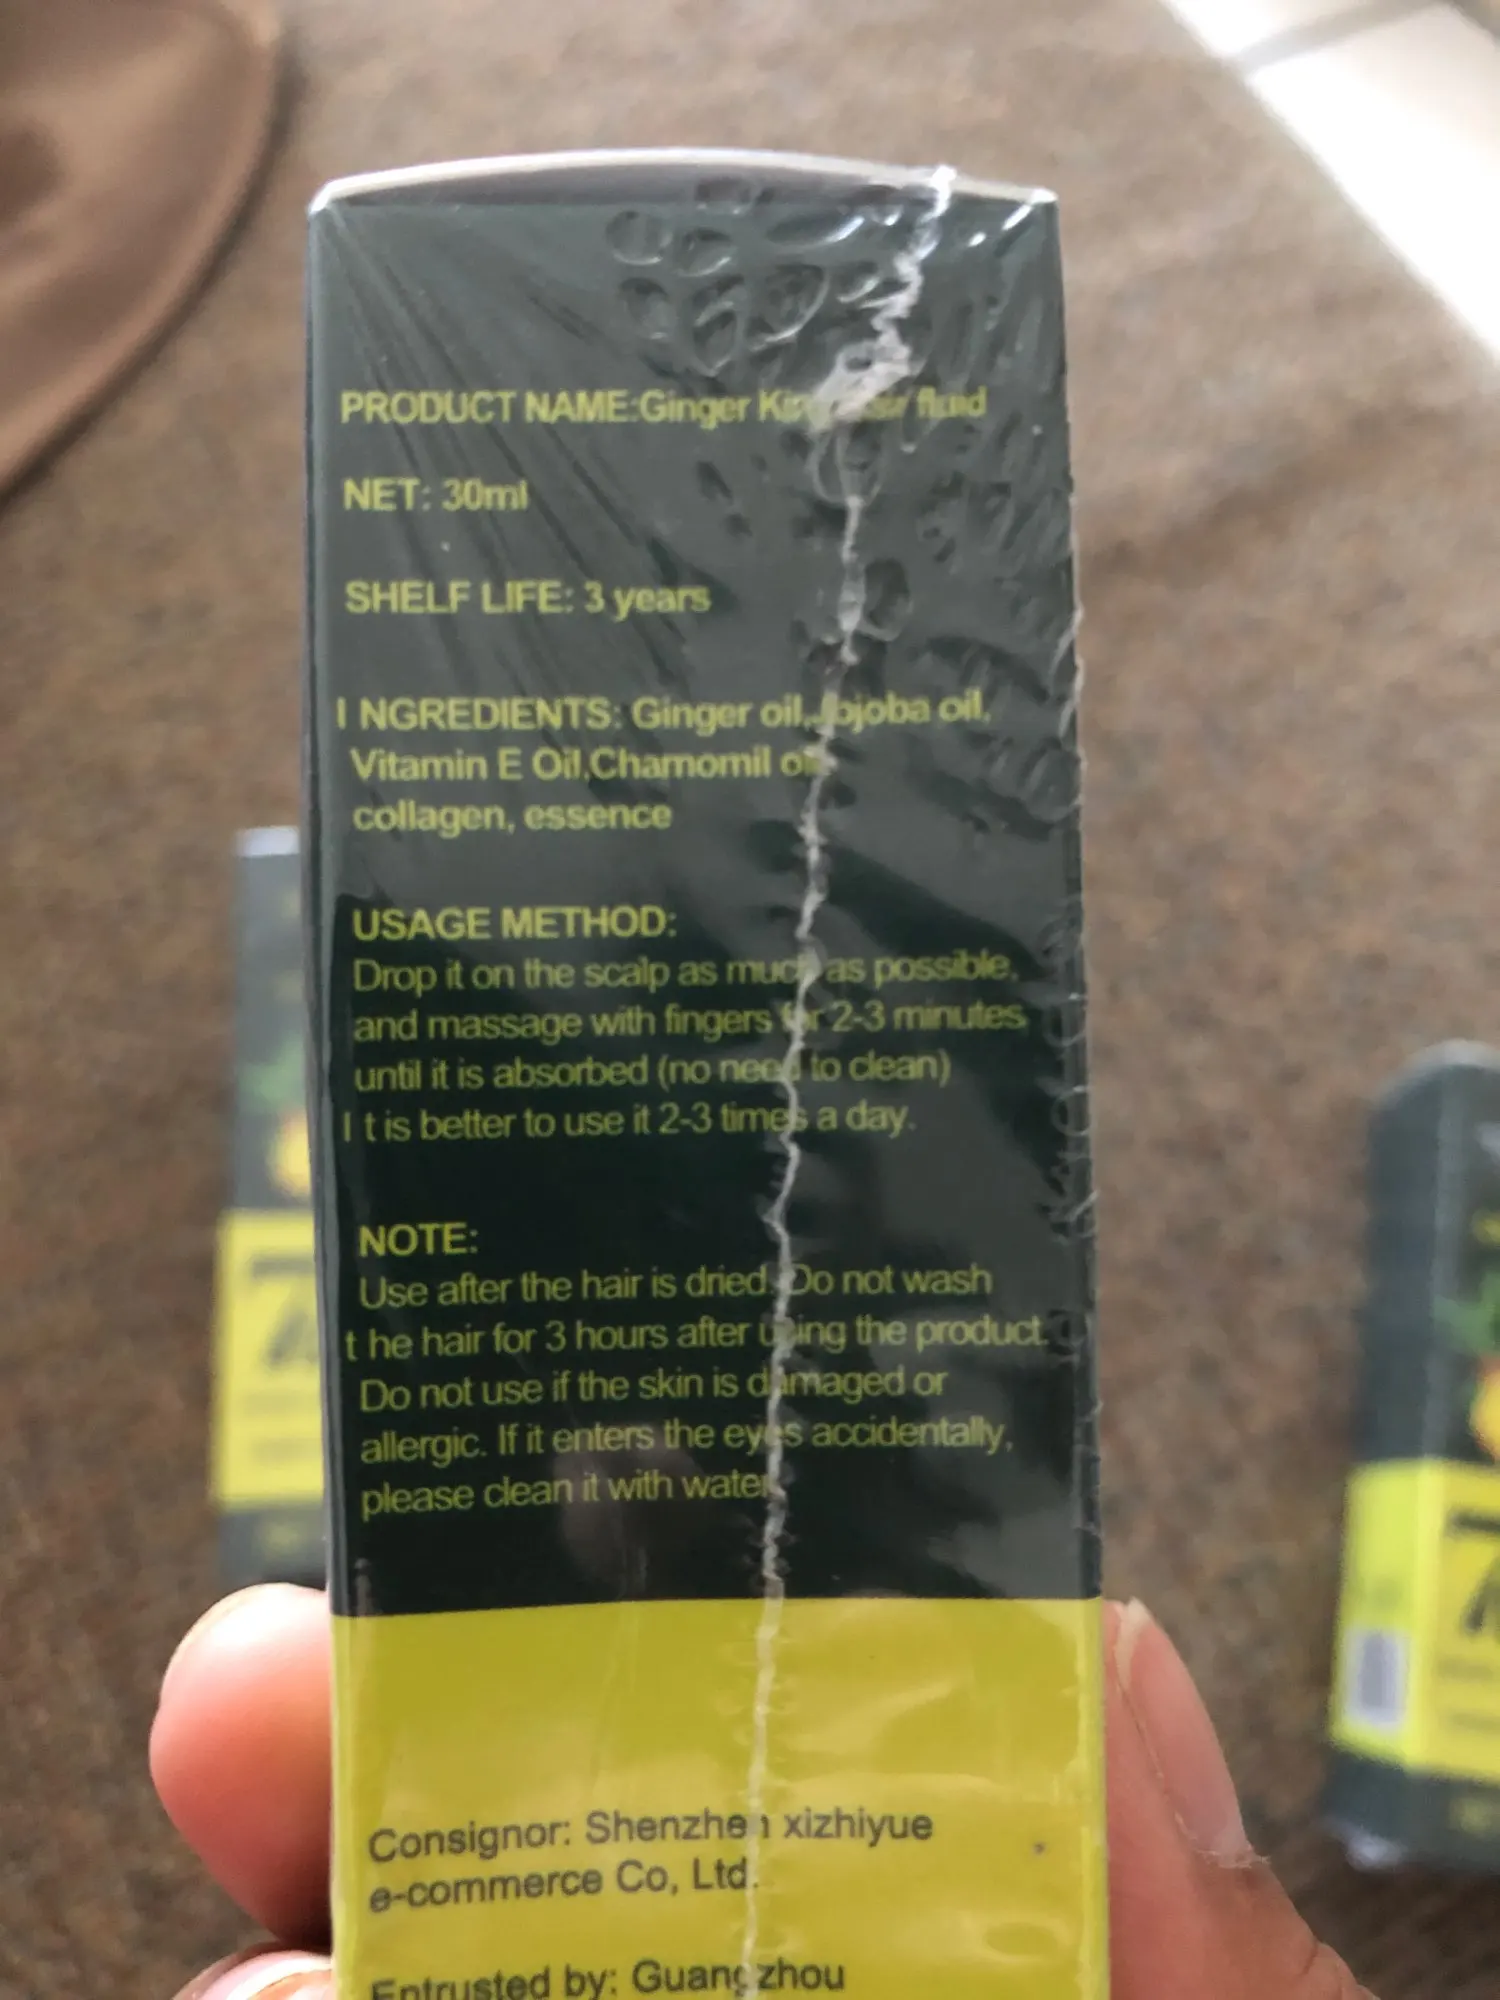 PRODUCT NAME:Ginger King hair fluid
NET: 30ml
SHELF LIFE: 3 years
I NGREDIENTS: Ginger oil,Jojoba oil,
Vitamin E Oil,Chamomil oil
collagen, essence
USAGE METHOD:
Drop it on the scalp as much as possible,
and massage with fingers for 2-3 minutes
until it is absorbed (no need to clean)
I t is better to use it 2-3 times a day.
NOTE:
Use after the hair is dried. Do not wash
t he hair for 3 hours after using the product.
Do not use if the skin is damaged or
allergic. If it enters the eyes accidentally,
please clean it with water
Consignor: Shenzhen xizhiyue
e-commerce Co, Ltd.
Entrusted by: Guangzhou